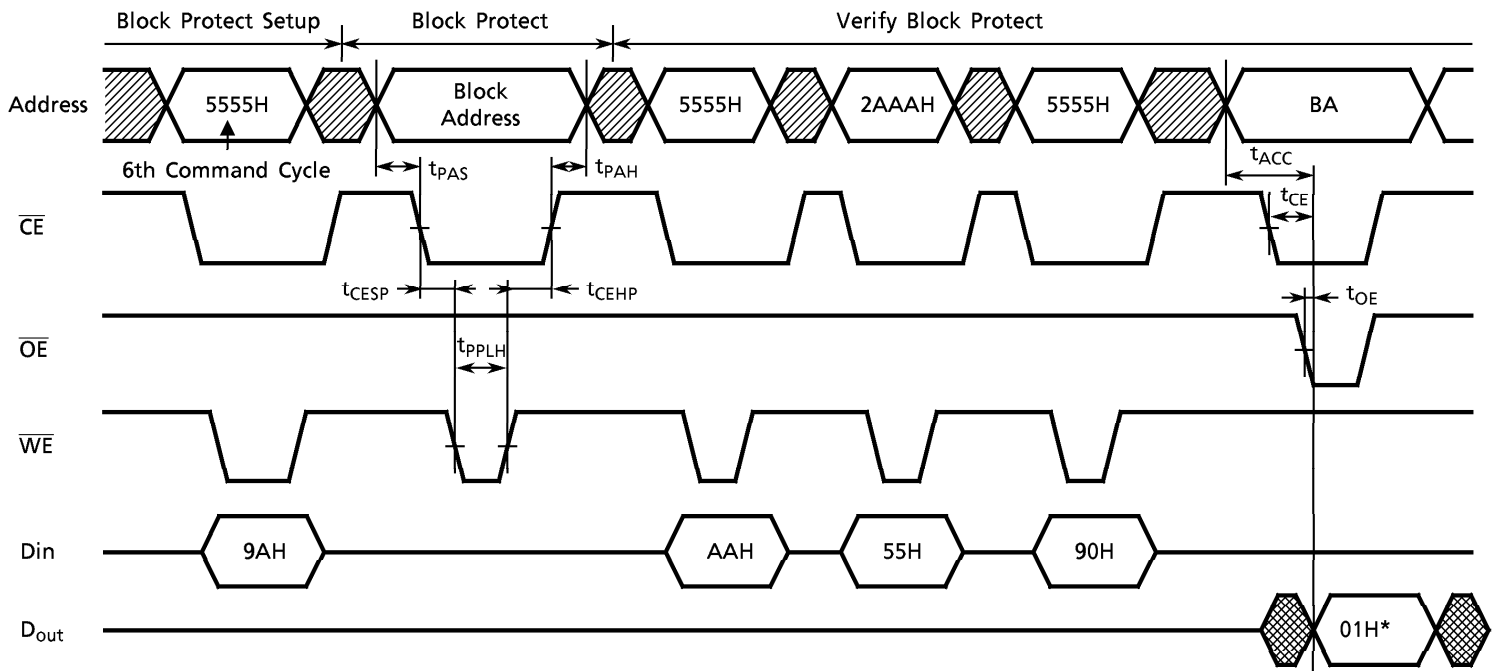 Block Protect Setup Block Protect Verify Block Protect
Address 5555H Block Address 5555H 2AAAH 5555H BA
6th Command Cycle tPAS tPAH tACC
tCE
CE
tCESP tCEHP tOE
OE
tPPLH
WE
Din 9AH AAH 55H 90H
Dout 01H*